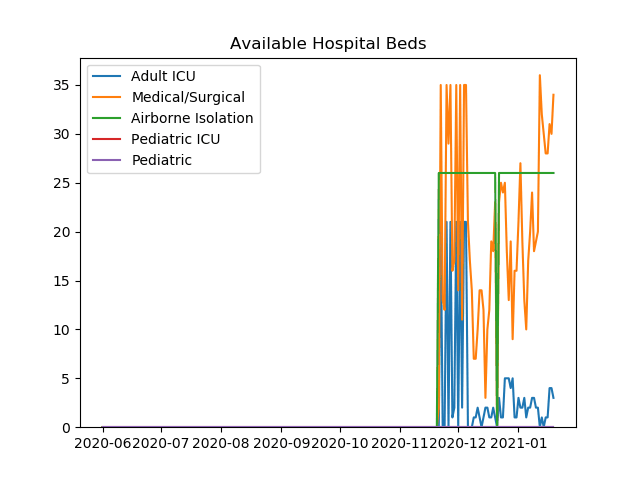 Available Hospital Beds
Adult ICU
Medical/Surgical
Airborne Isolation
Pediatric ICU
Pediatric
35
30
25
20
15
10
5
0
2020-06 2020-07 2020-08 2020-09 2020-10 2020-11 2020-12 2021-01